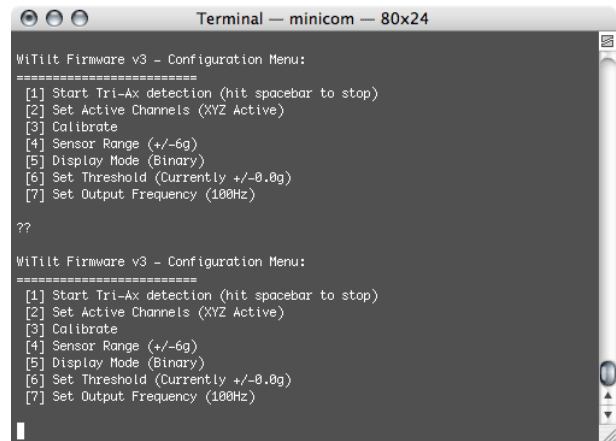 Terminal — minicom — 80x24
WiTilt Firmware v3 - Configuration Menu:
==========================
[1] Start Tri-Ax detection (hit spacebar to stop)
[2] Set Active Channels (XYZ Active)
[3] Calibrate
[4] Sensor Range (+/-6g)
[5] Display Mode (Binary)
[6] Set Threshold (Currently +/-0.0g)
[7] Set Output Frequency (100Hz)
??
WiTilt Firmware v3 - Configuration Menu:
==========================
[1] Start Tri-Ax detection (hit spacebar to stop)
[2] Set Active Channels (XYZ Active)
[3] Calibrate
[4] Sensor Range (+/-6g)
[5] Display Mode (Binary)
[6] Set Threshold (Currently +/-0.0g)
[7] Set Output Frequency (100Hz)